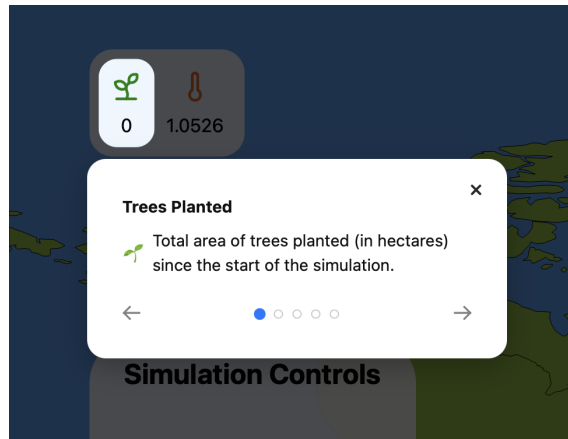 0
1.0526
Trees Planted
Total area of trees planted (in hectares)
since the start of the simulation.
Simulation Controls